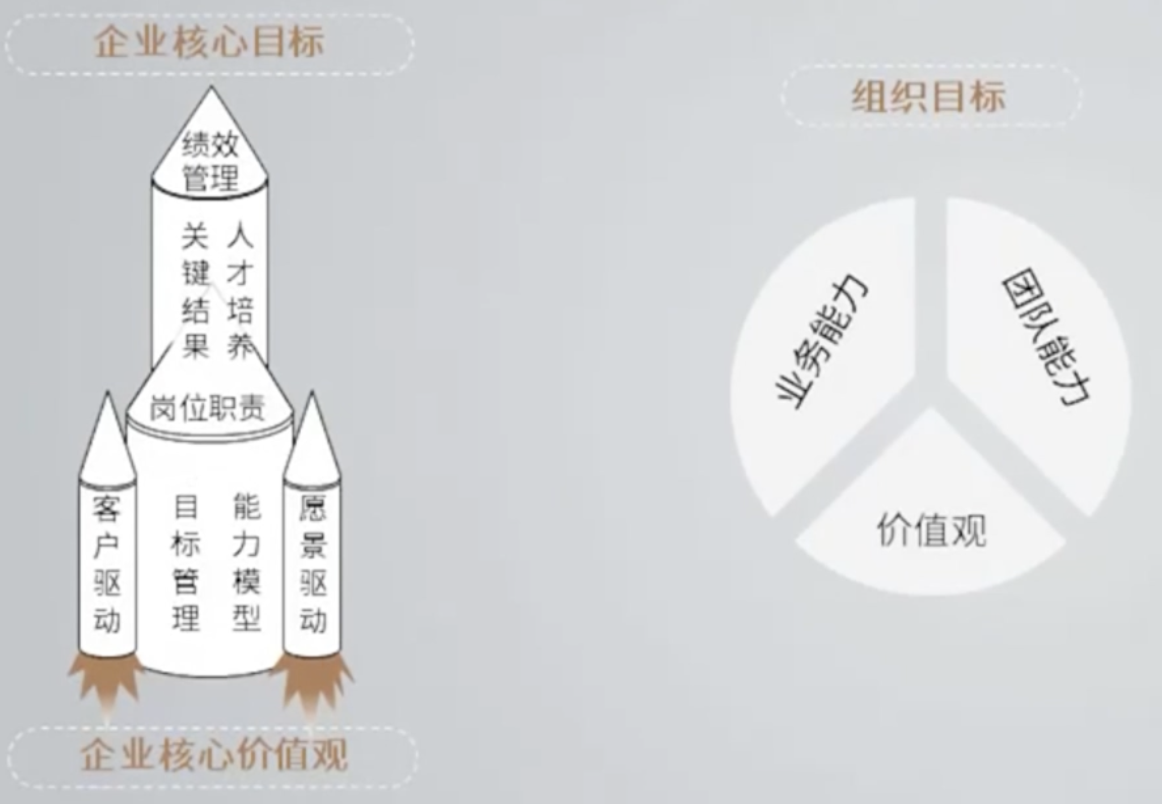 企业核心目标
绩效
管理
关键结果
人才培养
岗位职责
客户驱动
目标管理
能力模型
愿景驱动
企业核心价值观
组织目标
业务能力
团队能力
价值观